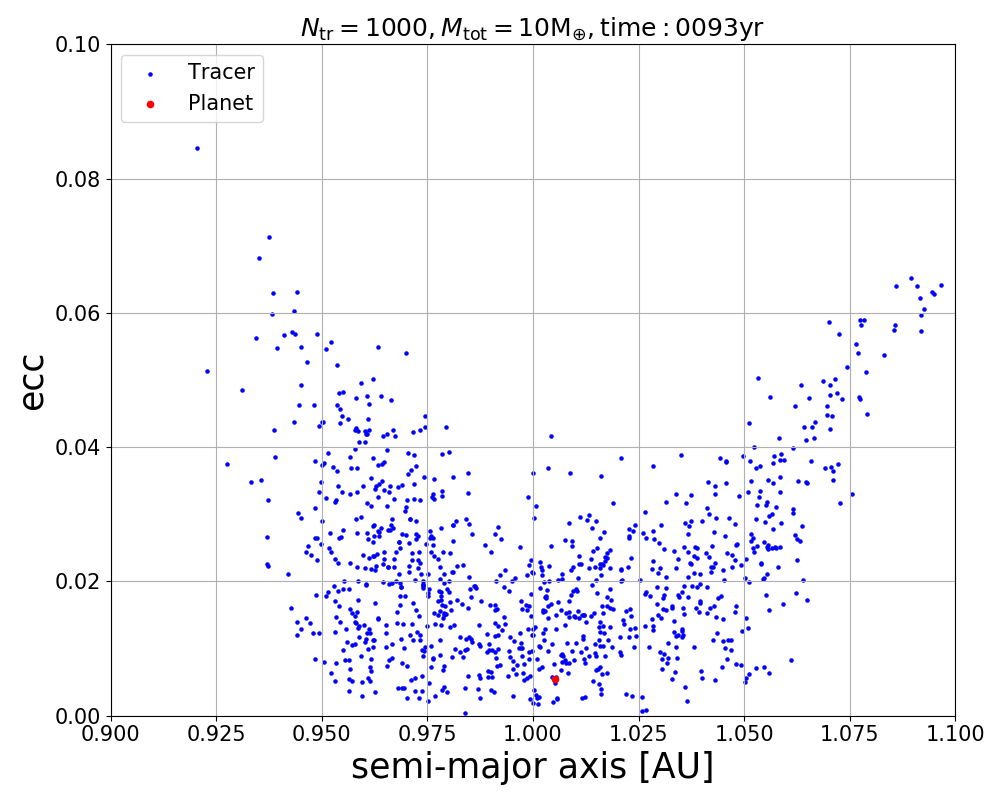 N_tr = 1000, M_tot = 10M_⊕, time : 0093yr
Tracer
Planet
0.10
0.08
0.06
0.04
0.02
0.00
ecc
0.900 0.925 0.950 0.975 1.000 1.025 1.050 1.075 1.100
semi-major axis [AU]